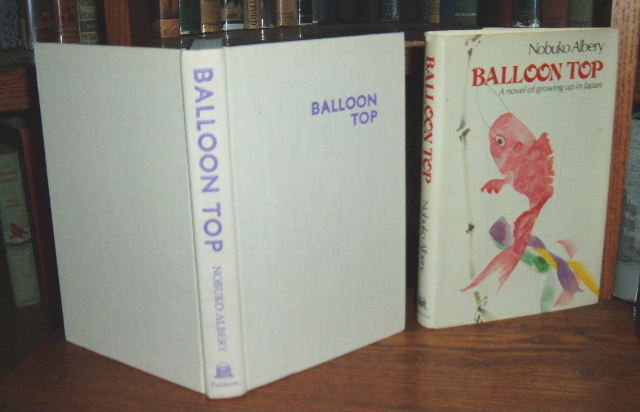 BALLOON TOP
NOBUKO ALBERY
Pantheon
BALLOON
TOP
BALLOON TOP
Nobuko Albery
Nobuko Albery
BALLOON TOP
A novel of growing up in Japan